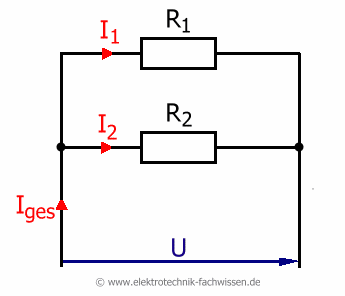 R1
I1
R2
I2
Iges
U
© www.elektrotechnik-fachwissen.de